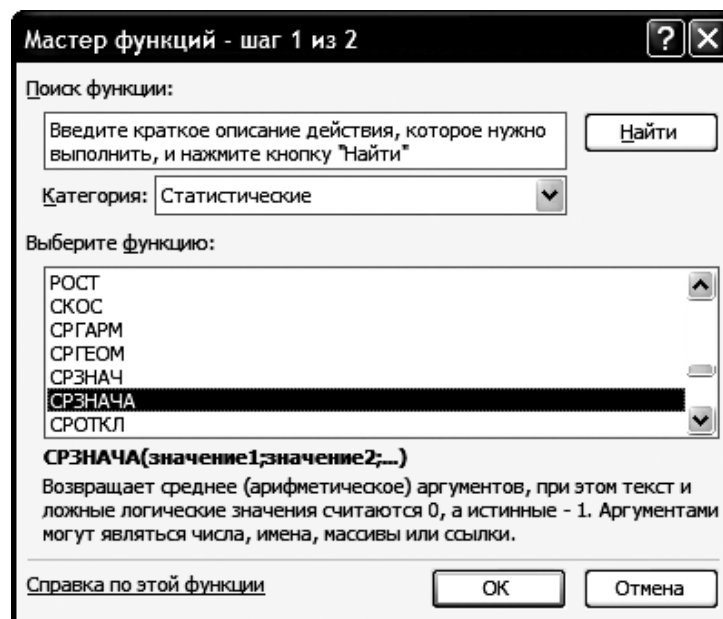 Мастер функций - шаг 1 из 2
Поиск функции:
Введите краткое описание действия, которое нужно
выполнить, и нажмите кнопку "Найти"
Найти
Категория: Статистические
Выберите функцию:
РОСТ
СКОС
СРГАРМ
СРГЕОМ
СРЗНАЧ
СРЗНАЧА
СРОТКЛ
СРЗНАЧА(значение1;значение2;...)
Возвращает среднее (арифметическое) аргументов, при этом текст и
ложные логические значения считаются 0, а истинные - 1. Аргументами
могут являться числа, имена, массивы или ссылки.
Справка по этой функции
ОК
Отмена